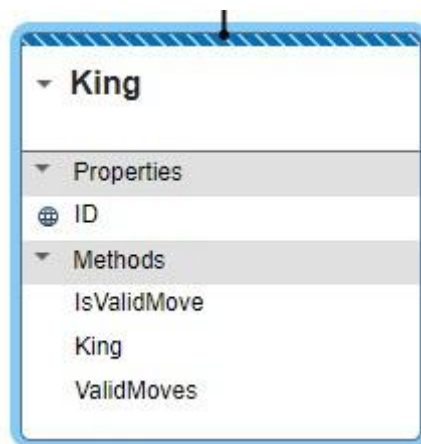 King
Properties
ID
Methods
IsValidMove
King
ValidMoves